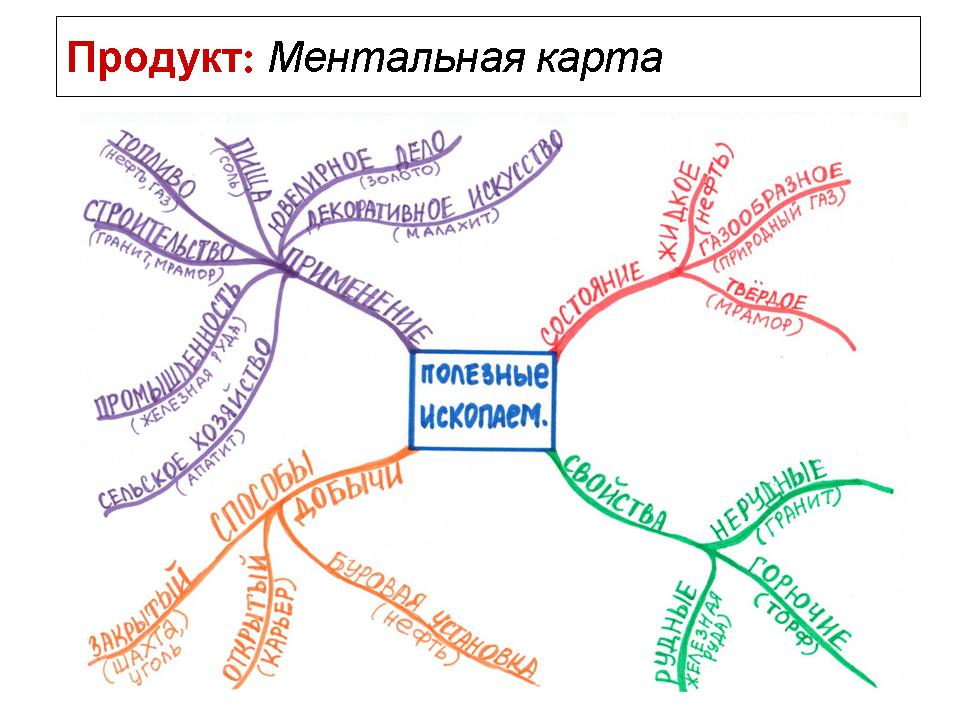 Продукт: Ментальная карта
ПОЛЕЗНЫЕ
ИСКОПАЕМ.
ПРИМЕНЕНИЕ
ТОПЛИВО
(НЕФТЬ, ГАЗ)
ПИЩА
(СОЛЬ)
ЮВЕЛИРНОЕ ДЕЛО
(ЗОЛОТО)
ДЕКОРАТИВНОЕ ИСКУССТВО
(МАЛАХИТ)
СТРОИТЕЛЬСТВО
(ГРАНИТ, МРАМОР)
ПРОМЫШЛЕННОСТЬ
(ЖЕЛЕЗНАЯ РУДА)
СЕЛЬСКОЕ ХОЗЯЙСТВО
(АПАТИТ)
СОСТОЯНИЕ
ЖИДКОЕ
(НЕФТЬ)
ГАЗООБРАЗНОЕ
(ПРИРОДНЫЙ ГАЗ)
ТВЁРДОЕ
(МРАМОР)
СПОСОБЫ
ДОБЫЧИ
ЗАКРЫТЫЙ
(ШАХТА,)
УГОЛЬ
ОТКРЫТЫЙ
(КАРЬЕР)
БУРОВАЯ УСТАНОВКА
(НЕФТЬ)
СВОЙСТВА
НЕРУДНЫЕ
(ГРАНИТ)
ГОРЮЧИЕ
(ТОРФ)
РУДНЫЕ
ЖЕЛЕЗНАЯ
РУДА)